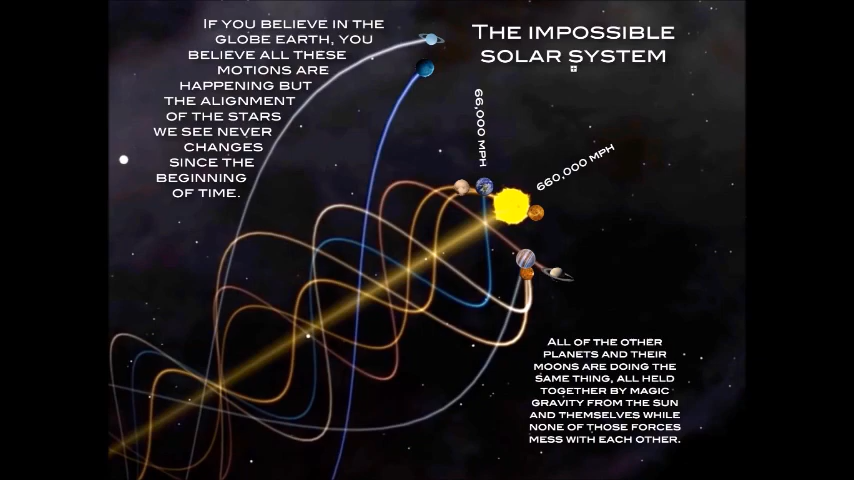 If you believe in the
globe earth, you
believe all these
motions are
happening but
the alignment
of the stars
we see never
changes
since the
beginning
of time.
The impossible
solar system
66,000 mph
660,000 mph
All of the other
planets and their
moons are doing the
same thing, all held
together by magic
gravity from the sun
and themselves while
none of those forces
mess with each other.